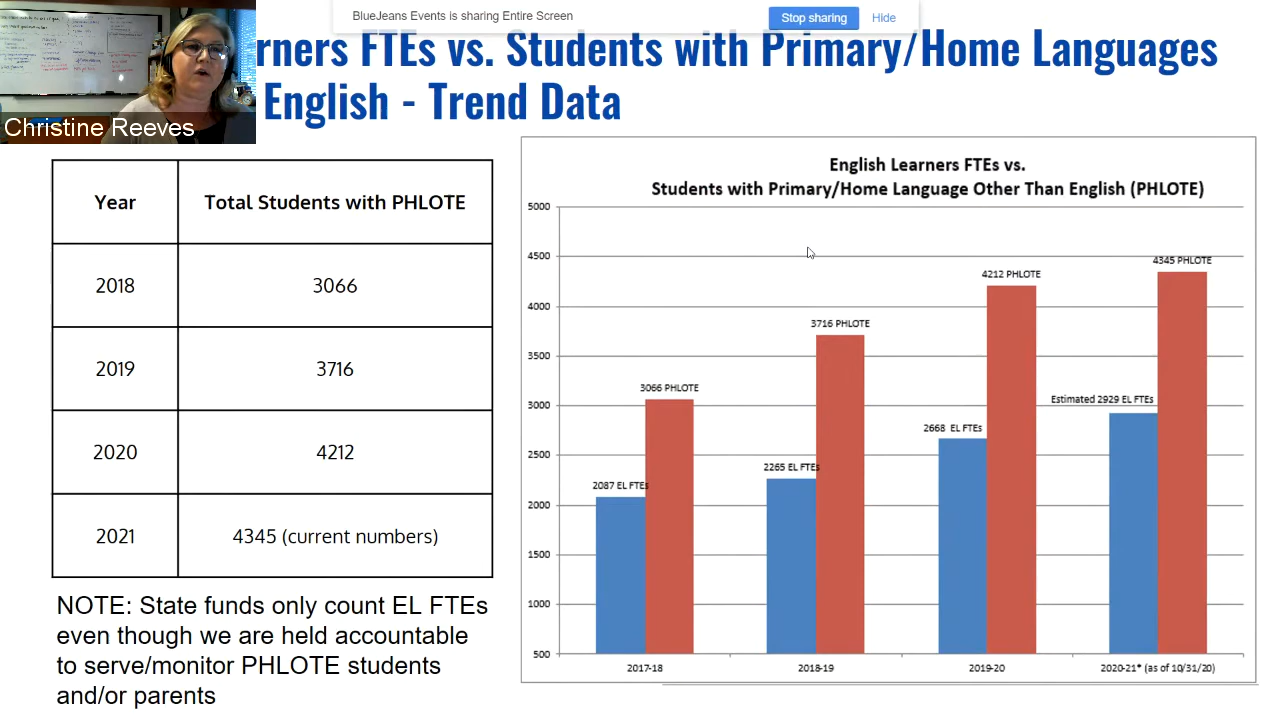 BlueJeans Events is sharing Entire Screen
Stop sharing
Hide
rners FTEs vs. Students with Primary/Home Languages
English - Trend Data
Christine Reeves
Year
Total Students with PHLOTE
2018
3066
2019
3716
2020
4212
2021
4345 (current numbers)
NOTE: State funds only count EL FTEs
even though we are held accountable
to serve/monitor PHLOTE students
and/or parents
English Learners FTEs vs.
Students with Primary/Home Language Other Than English (PHLOTE)
5000
4500
4000
3500
3000
2500
2000
1500
1000
500
2087 EL FTEs
3066 PHLOTE
2265 EL FTEs
3716 PHLOTE
2668 EL FTEs
4212 PHLOTE
Estimated 2929 EL FTEs
4345 PHLOTE
2017-18
2018-19
2019-20
2020-21* (as of 10/31/20)